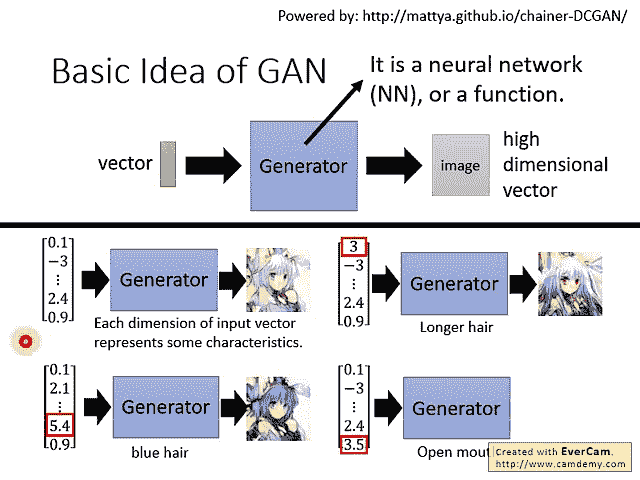 Powered by: http://mattya.github.io/chainer-DCGAN/
Basic Idea of GAN
It is a neural network
(NN), or a function.
vector
Generator
image
high
dimensional
vector
0.1
−3
⋮
2.4
0.9
Generator
Each dimension of input vector
represents some characteristics.
3
−3
⋮
2.4
0.9
Generator
Longer hair
0.1
2.1
⋮
5.4
0.9
Generator
blue hair
0.1
−3
⋮
2.4
3.5
Generator
Open mout
Created with EverCam.
http://www.camdemy.com